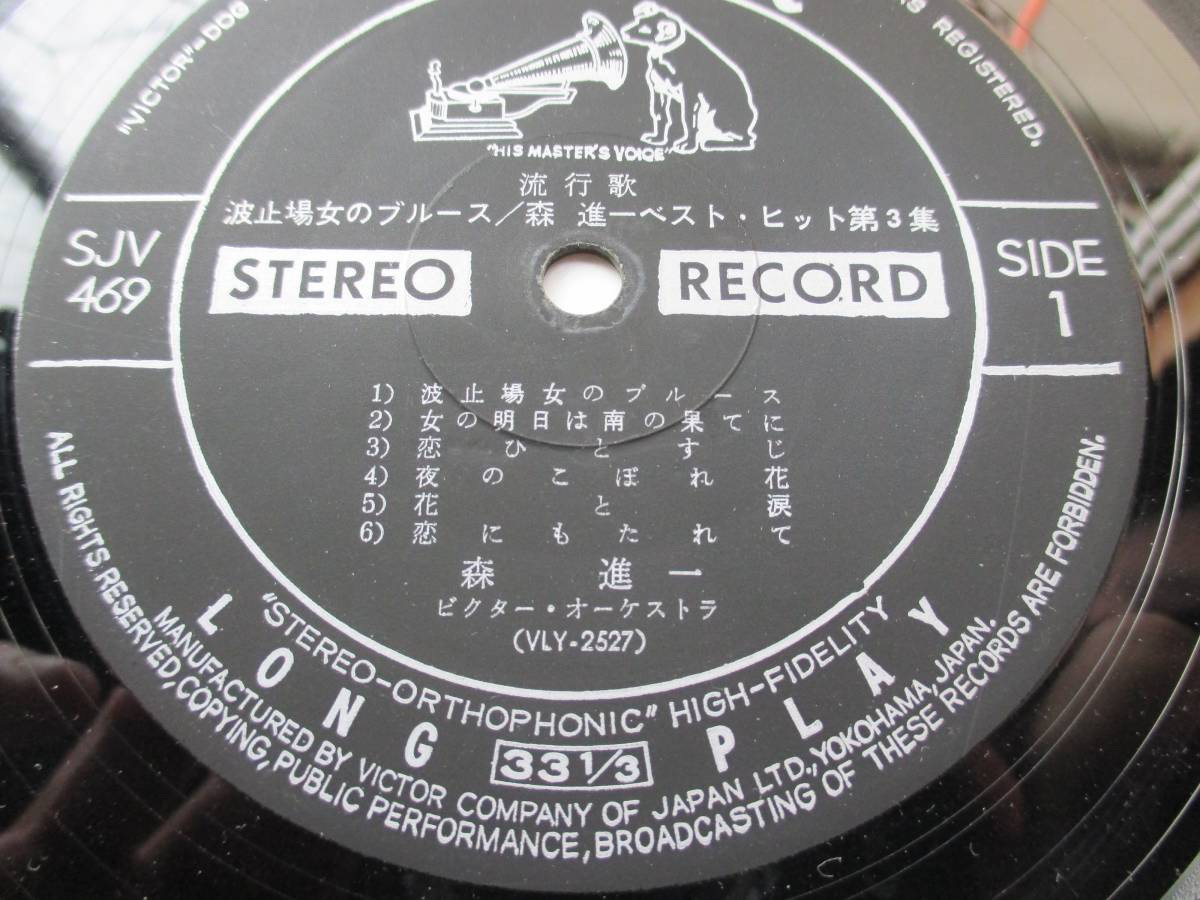 "VICTOR"=DOG
RS REGISTERED.
"HIS MASTER'S VOICE"
流行歌
波止場女のブルース/森 進一ベスト・ヒット第3集
SJV
469
STEREO RECORD
SIDE
1
1) 波止場女のブルース
2) 女の明日は南の果てに
3) 恋ひとすじ
4) 夜のこぼれ花
5) 花と涙
6) 恋にもたれて
森 進一
ビクター・オーケストラ
(VLY-2527)
"STEREO-ORTHOPHONIC" HIGH-FIDELITY
LONG 33 1/3 PLAY
MANUFACTURED BY VICTOR COMPANY OF JAPAN LTD., YOKOHAMA, JAPAN.
ALL RIGHTS RESERVED, COPYING, PUBLIC PERFORMANCE, BROADCASTING OF THESE RECORDS ARE FORBIDDEN.